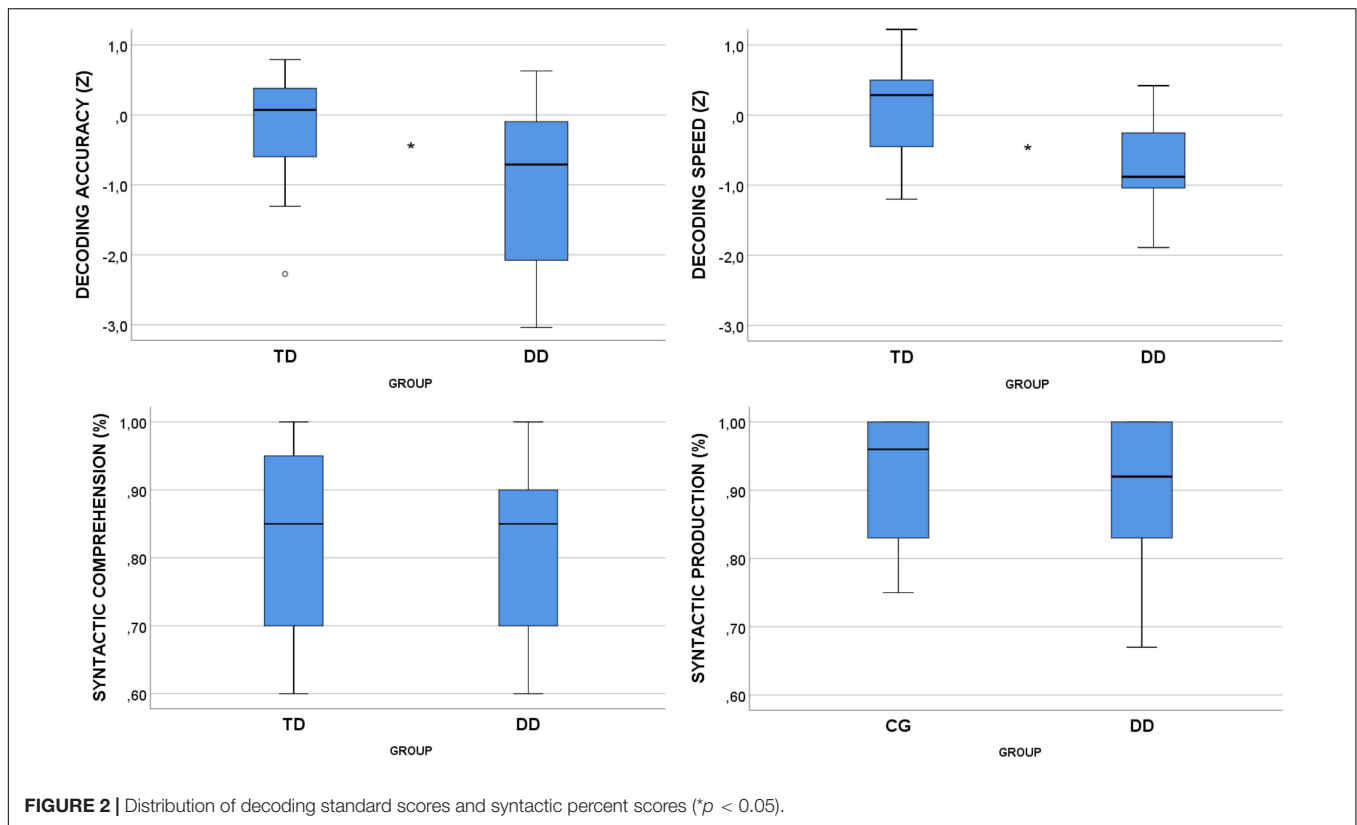 DECODING ACCURACY (Z)
1,0
,0
-1,0
-2,0
-3,0
*
TD DD
GROUP
DECODING SPEED (Z)
1,0
,0
-1,0
-2,0
-3,0
*
TD DD
GROUP
SYNTACTIC COMPREHENSION (%)
1,00
,90
,80
,70
,60
TD DD
GROUP
SYNTACTIC PRODUCTION (%)
1,00
,90
,80
,70
,60
CG DD
GROUP
FIGURE 2 | Distribution of decoding standard scores and syntactic percent scores (*p < 0.05).